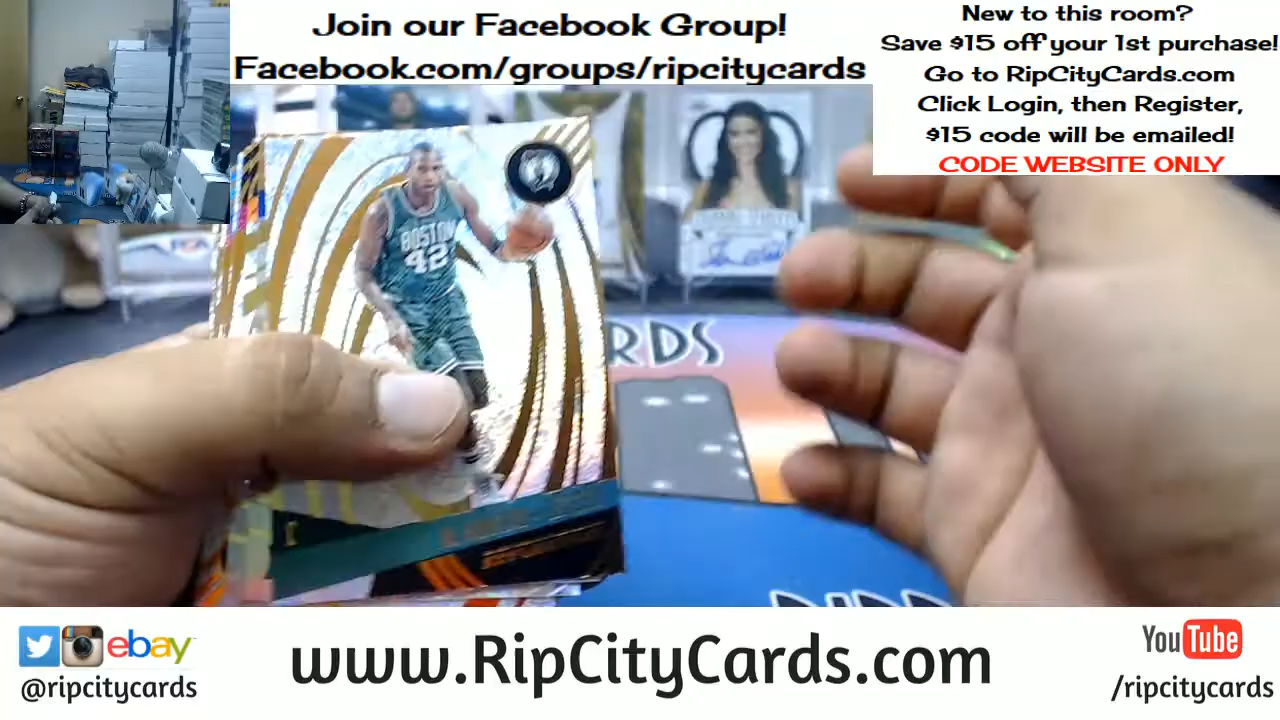 Join our Facebook Group!
Facebook.com/groups/ripcitycards
New to this room?
Save $15 off your 1st purchase!
Go to RipCityCards.com
Click Login, then Register,
$15 code will be emailed!
CODE WEBSITE ONLY
BOSTON
42
RDS
ebay
@ripcitycards
www.RipCityCards.com
YouTube
/ripcitycards